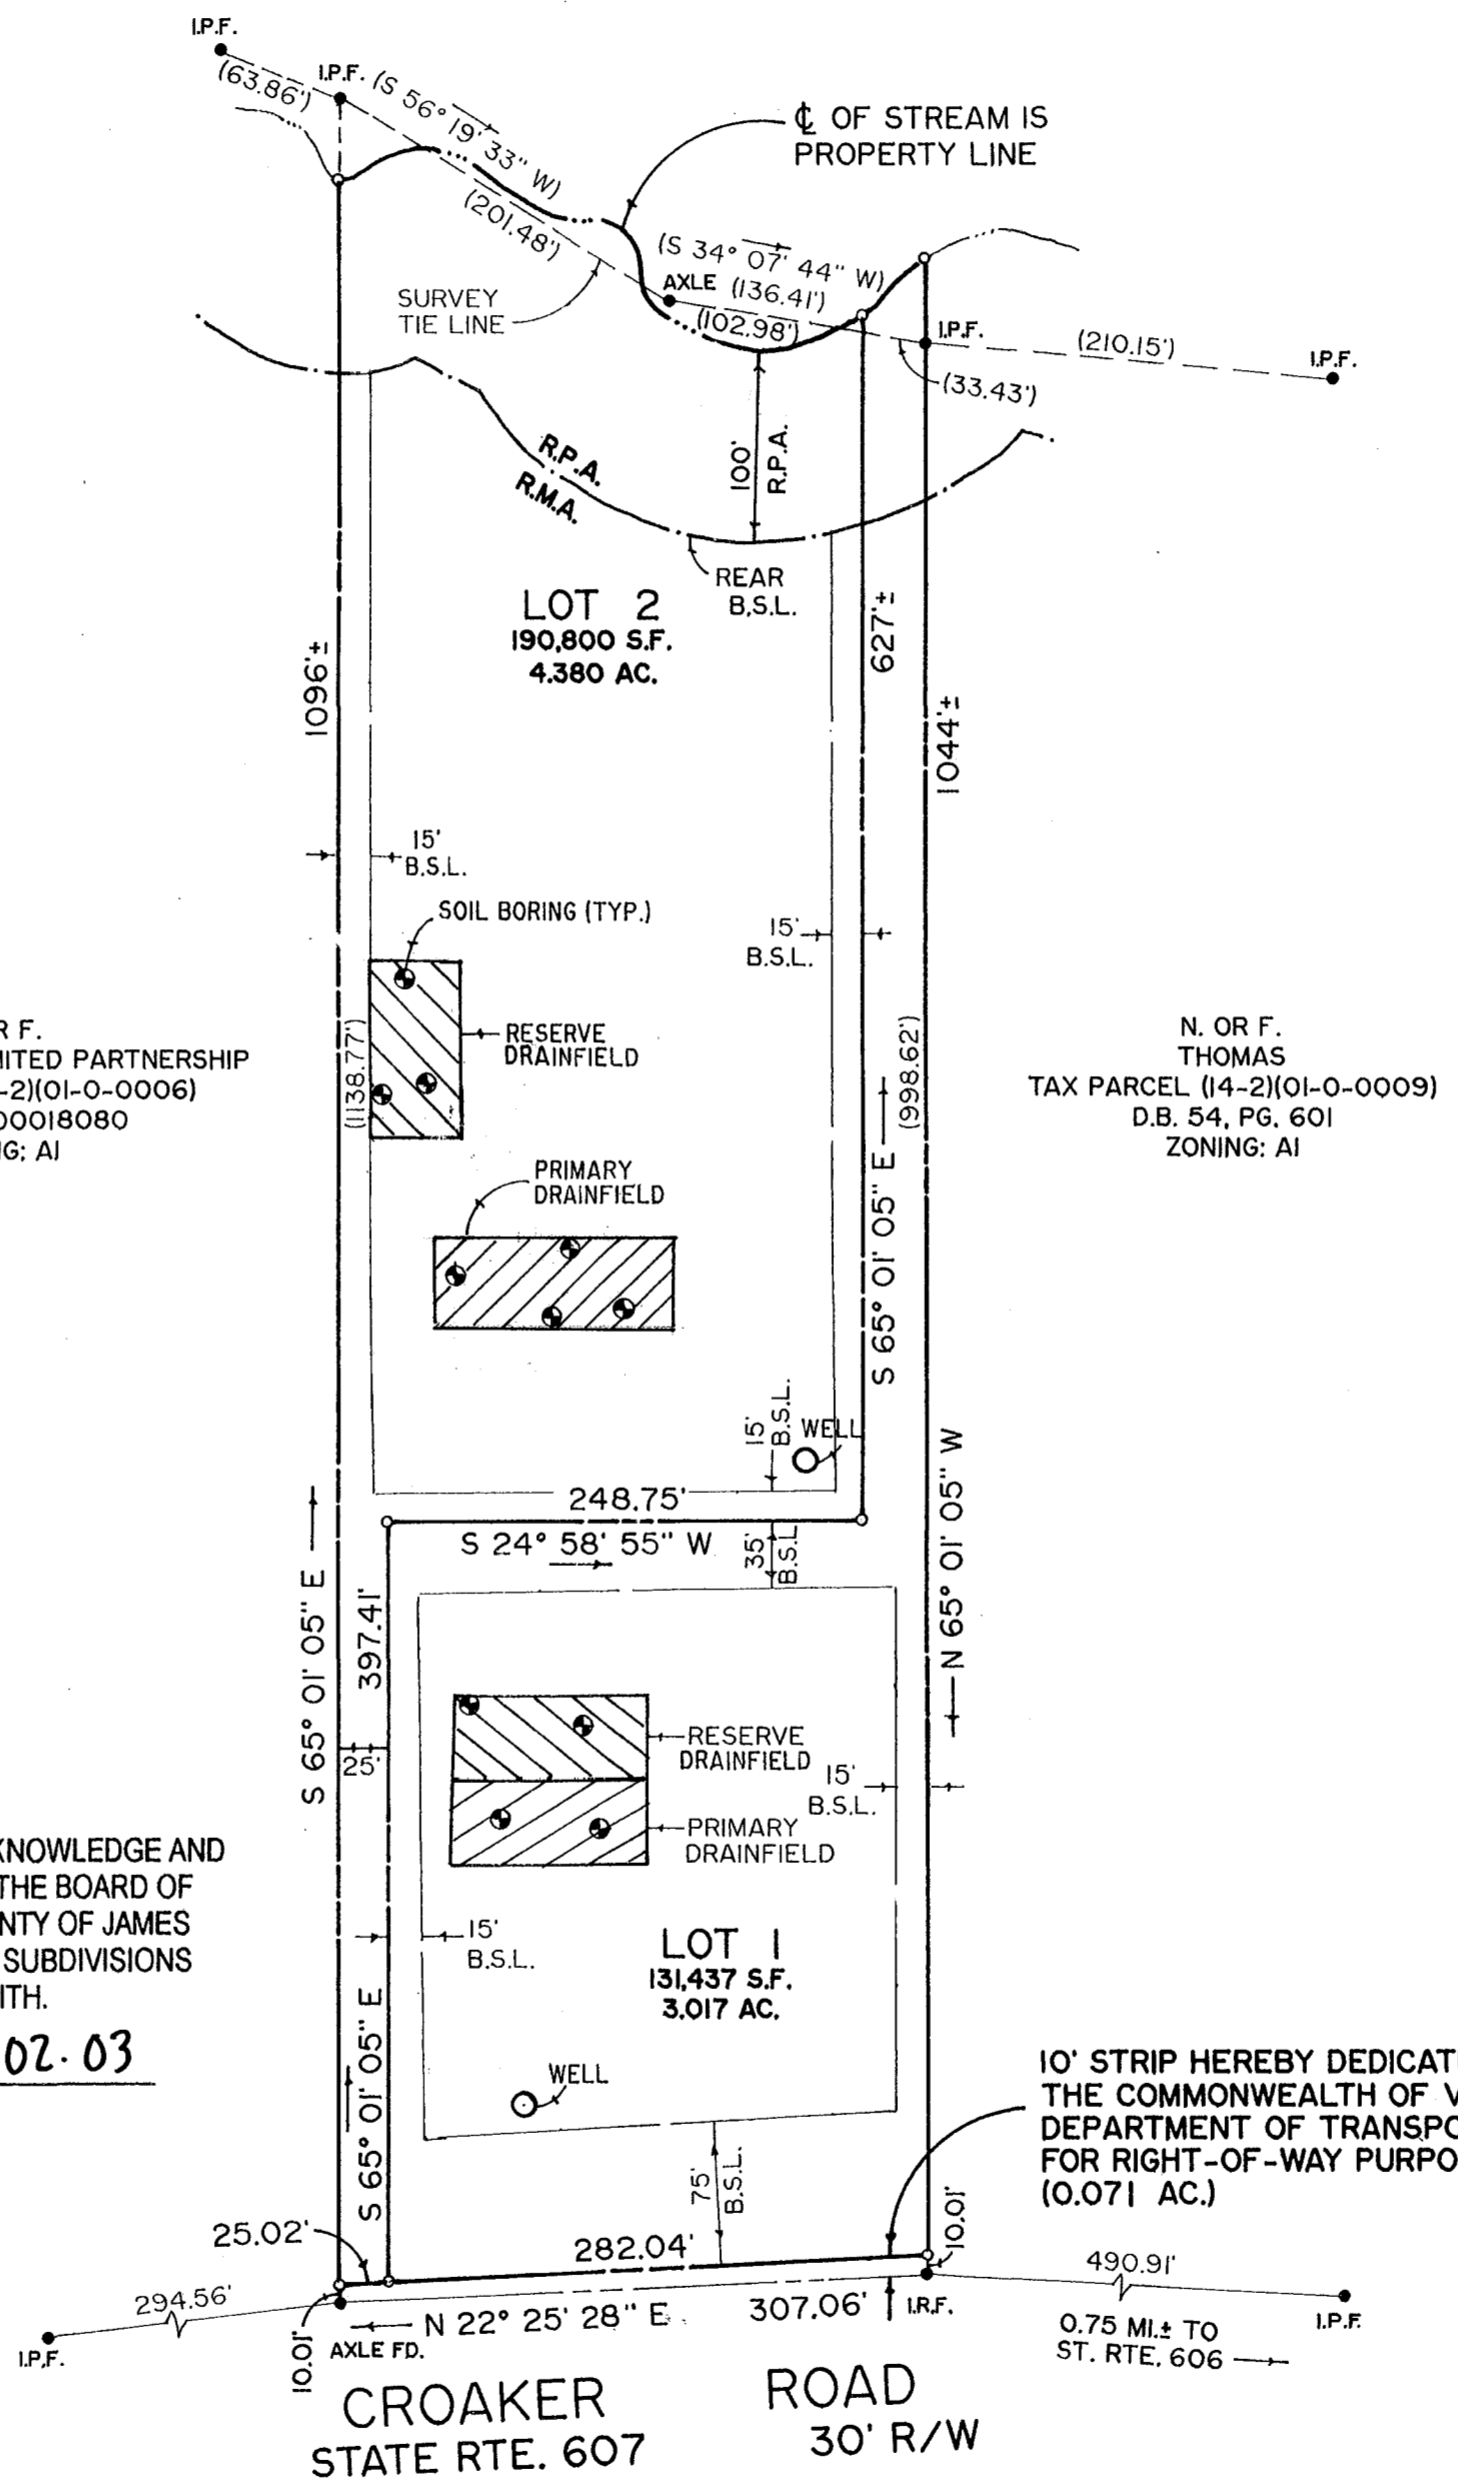 I.P.F.
(63.86')
I.P.F.
(S 56° 19' 33" W)
(201.48')
℄ OF STREAM IS
PROPERTY LINE
(S 34° 07' 44" W)
AXLE (136.41')
(102.98')
SURVEY
TIE LINE
I.P.F.
(210.15')
I.P.F.
(33.43')
R.P.A.
R.M.A.
100'
R.P.A.
REAR
B.S.L.
LOT 2
190,800 S.F.
4.380 AC.
1096'±
627'±
1044'±
15'
B.S.L.
SOIL BORING (TYP.)
15'
B.S.L.
RESERVE
DRAINFIELD
(1138.77')
(998.62')
R F.
MITED PARTNERSHIP
-2)(01-0-0006)
00018080
G: A1
N. OR F.
THOMAS
TAX PARCEL (14-2)(01-0-0009)
D.B. 54, PG. 601
ZONING: A1
PRIMARY
DRAINFIELD
S 65° 01' 05" E
15'
B.S.L.
WELL
248.75'
S 24° 58' 55" W
35'
B.S.L
N 65° 01' 05" W
S 65° 01' 05" E
397.41'
25'
RESERVE
DRAINFIELD
15'
B.S.L.
PRIMARY
DRAINFIELD
KNOWLEDGE AND
THE BOARD OF
NTY OF JAMES
SUBDIVISIONS
ITH.
02.03
15'
B.S.L.
LOT 1
131,437 S.F.
3.017 AC.
S 65° 01' 05" E
WELL
75'
B.S.L.
10' STRIP HEREBY DEDICAT
THE COMMONWEALTH OF V
DEPARTMENT OF TRANSPO
FOR RIGHT-OF-WAY PURPO
(0.071 AC.)
25.02'
282.04'
10.01'
294.56'
490.91'
I.P.F.
10.01'
AXLE FD.
N 22° 25' 28" E
307.06'
I.R.F.
I.P.F.
0.75 MI.± TO
ST. RTE. 606
CROAKER ROAD
STATE RTE. 607
30' R/W